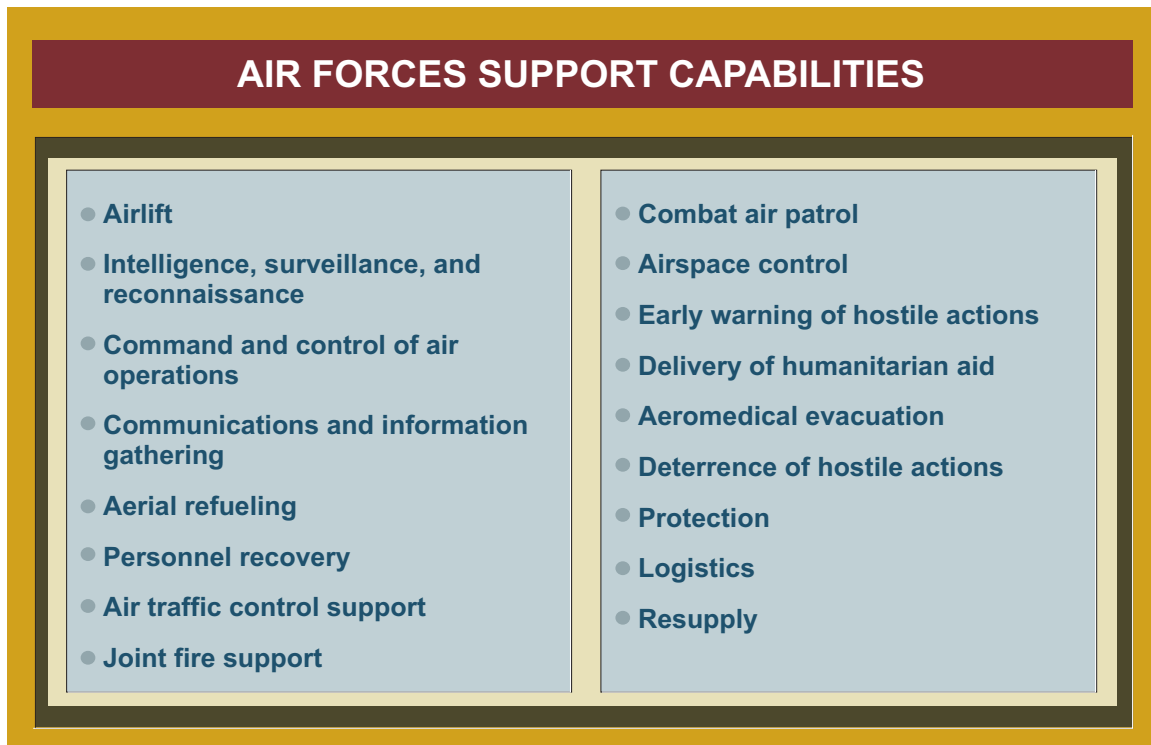 AIR FORCES SUPPORT CAPABILITIES
Airlift
Intelligence, surveillance, and
reconnaissance
Command and control of air
operations
Communications and information
gathering
Aerial refueling
Personnel recovery
Air traffic control support
Joint fire support
Combat air patrol
Airspace control
Early warning of hostile actions
Delivery of humanitarian aid
Aeromedical evacuation
Deterrence of hostile actions
Protection
Logistics
Resupply